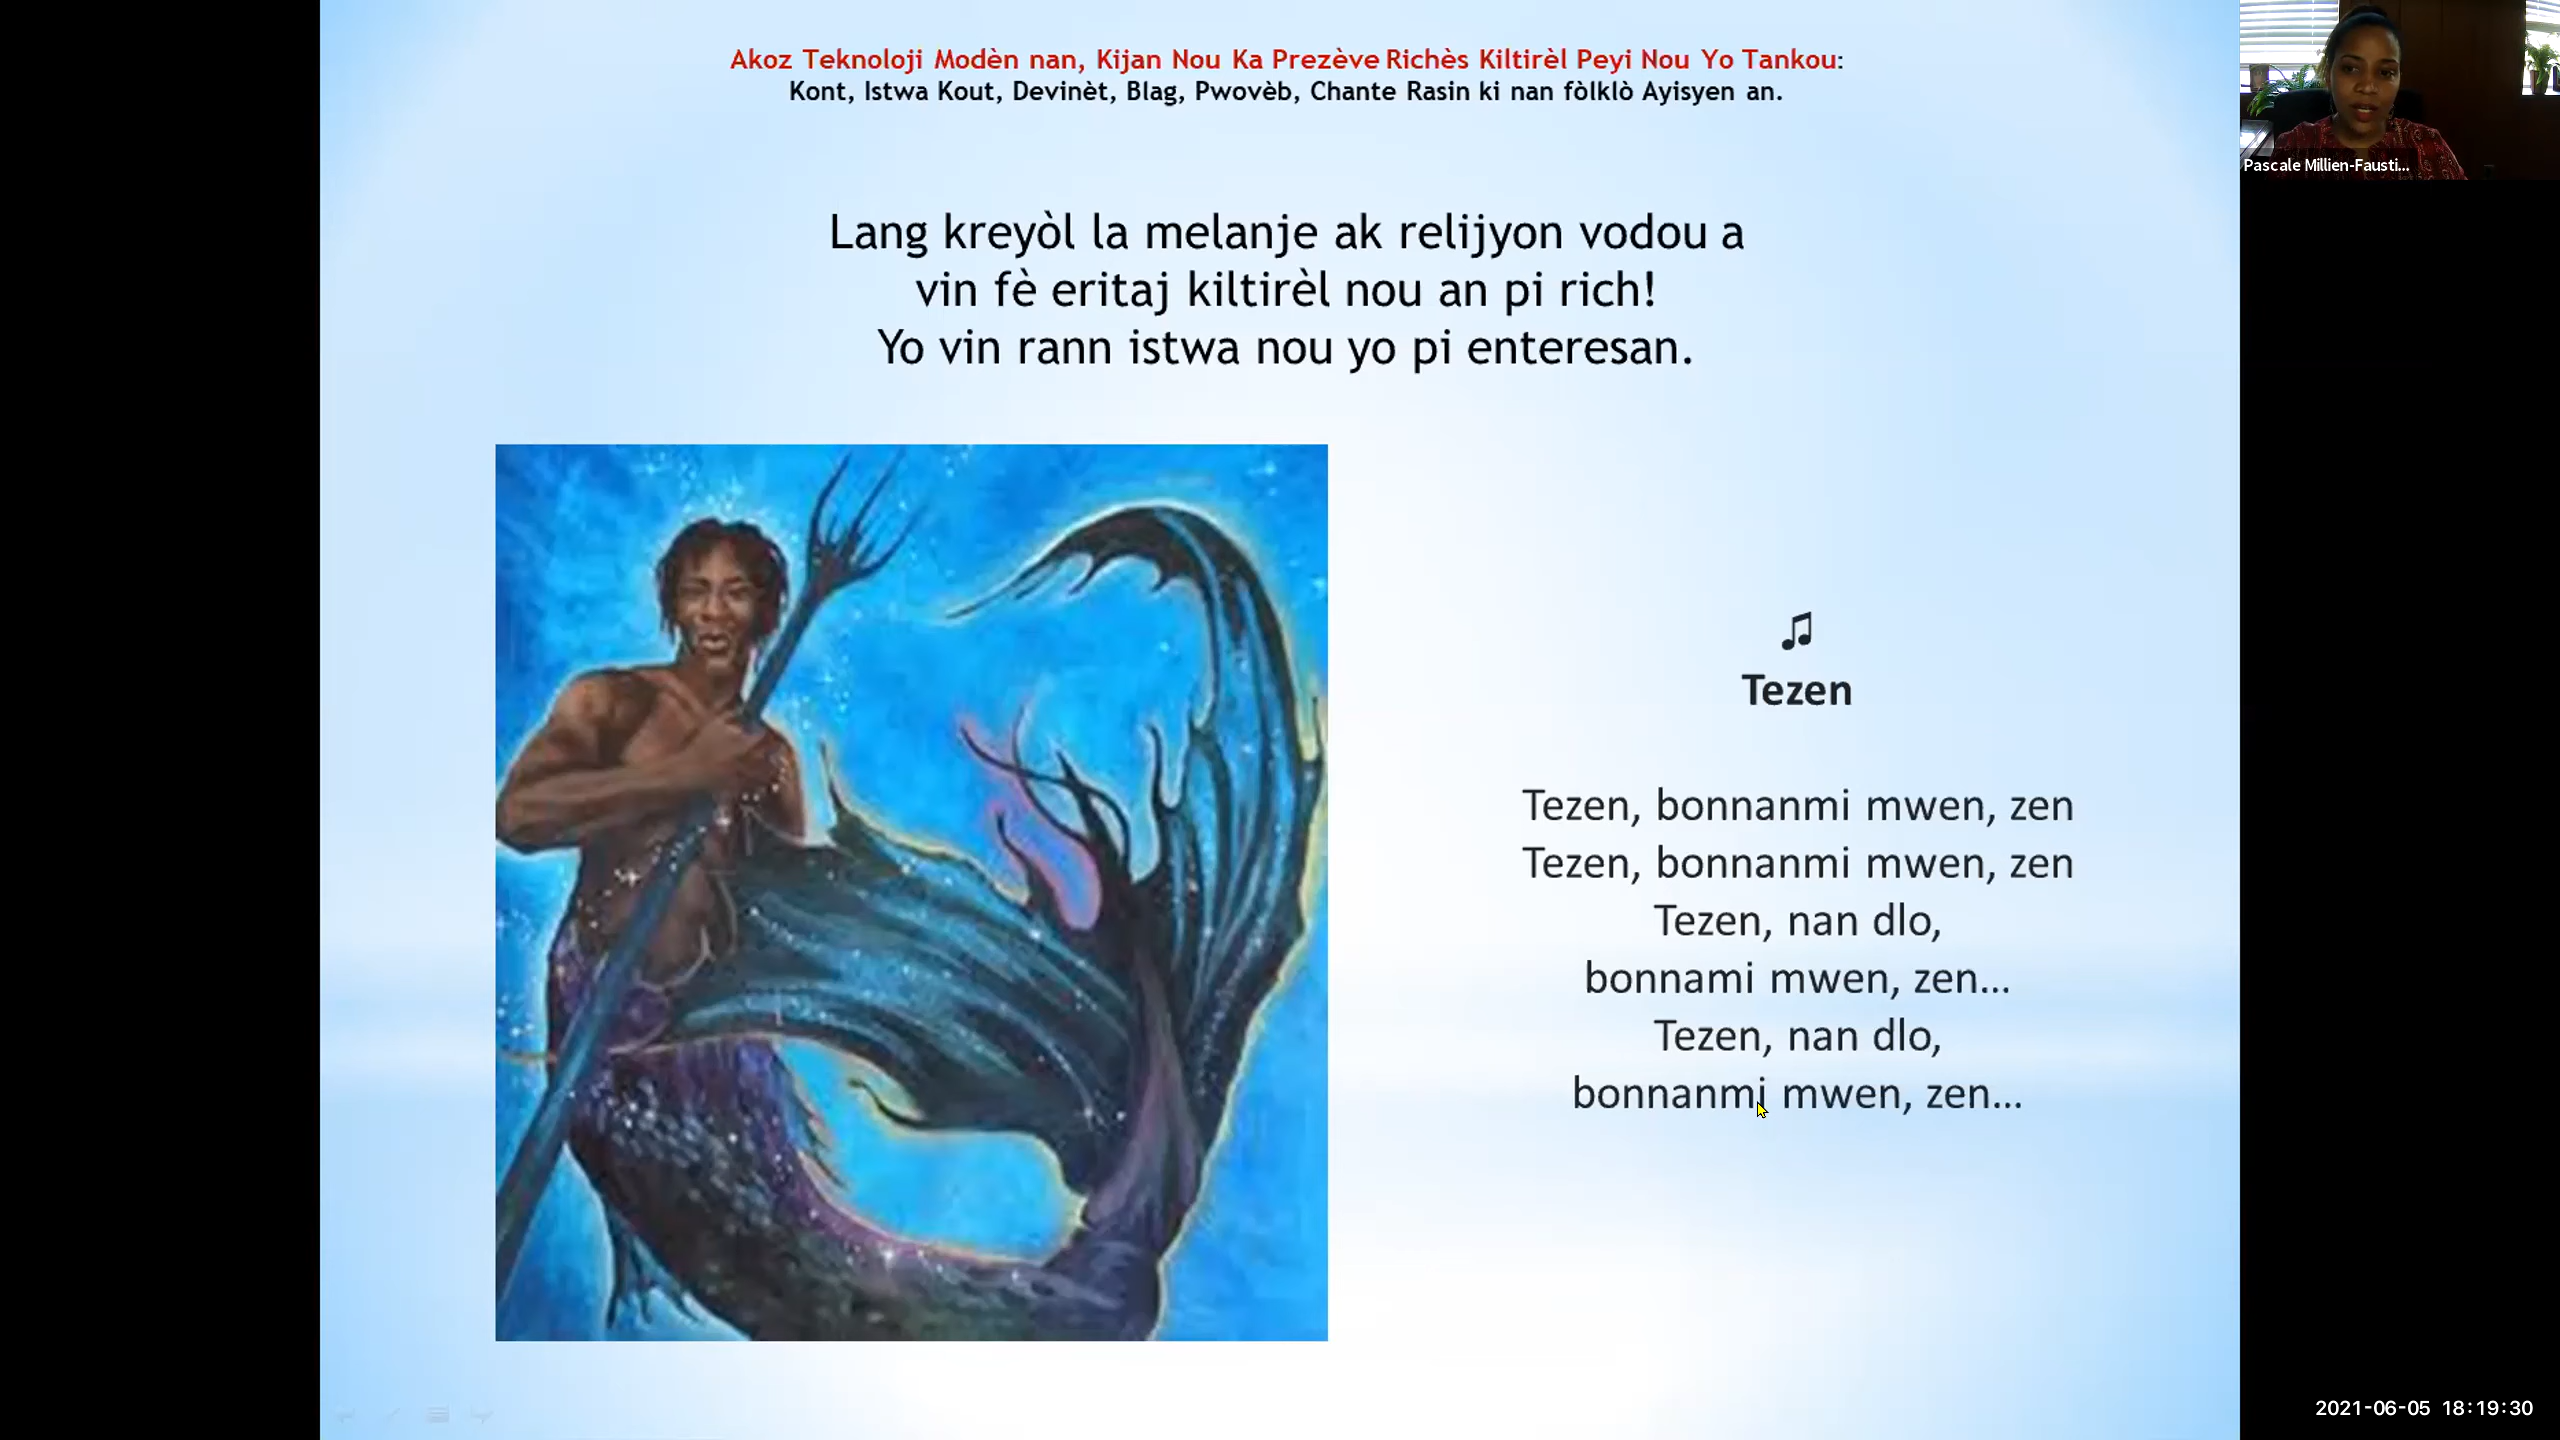 Akoz Teknoloji Modèn nan, Kijan Nou Ka Prezève Richès Kiltirèl Peyi Nou Yo Tankou:
Kont, Istwa Kout, Devinèt, Blag, Pwovèb, Chante Rasin ki nan fòlklò Ayisyen an.
Pascale Millien-Fausti...
Lang kreyòl la melanje ak relijyon vodou a
vin fè eritaj kiltirèl nou an pi rich!
Yo vin rann istwa nou yo pi enteresan.
♫
Tezen
Tezen, bonnanmi mwen, zen
Tezen, bonnanmi mwen, zen
Tezen, nan dlo,
bonnami mwen, zen...
Tezen, nan dlo,
bonnanmi mwen, zen...
2021-06-05 18:19:30